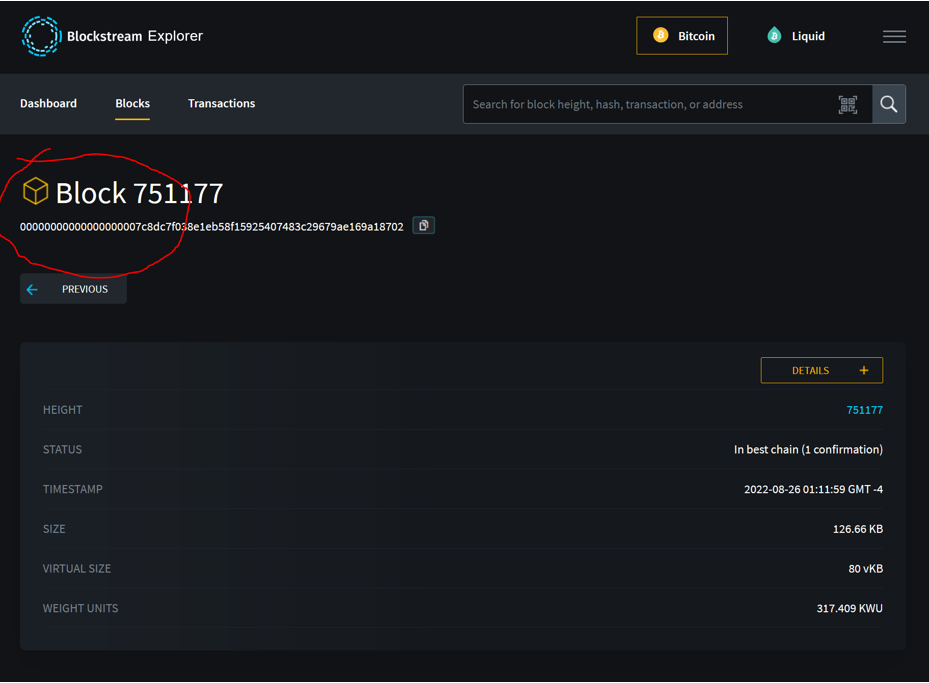 Blockstream Explorer
Bitcoin
Liquid
Dashboard
Blocks
Transactions
Search for block height, hash, transaction, or address
Block 751177
00000000000000000007c8dc7f038e1eb58f15925407483c29679ae169a18702
PREVIOUS
DETAILS +
HEIGHT 751177
STATUS In best chain (1 confirmation)
TIMESTAMP 2022-08-26 01:11:59 GMT -4
SIZE 126.66 KB
VIRTUAL SIZE 80 vKB
WEIGHT UNITS 317.409 KWU